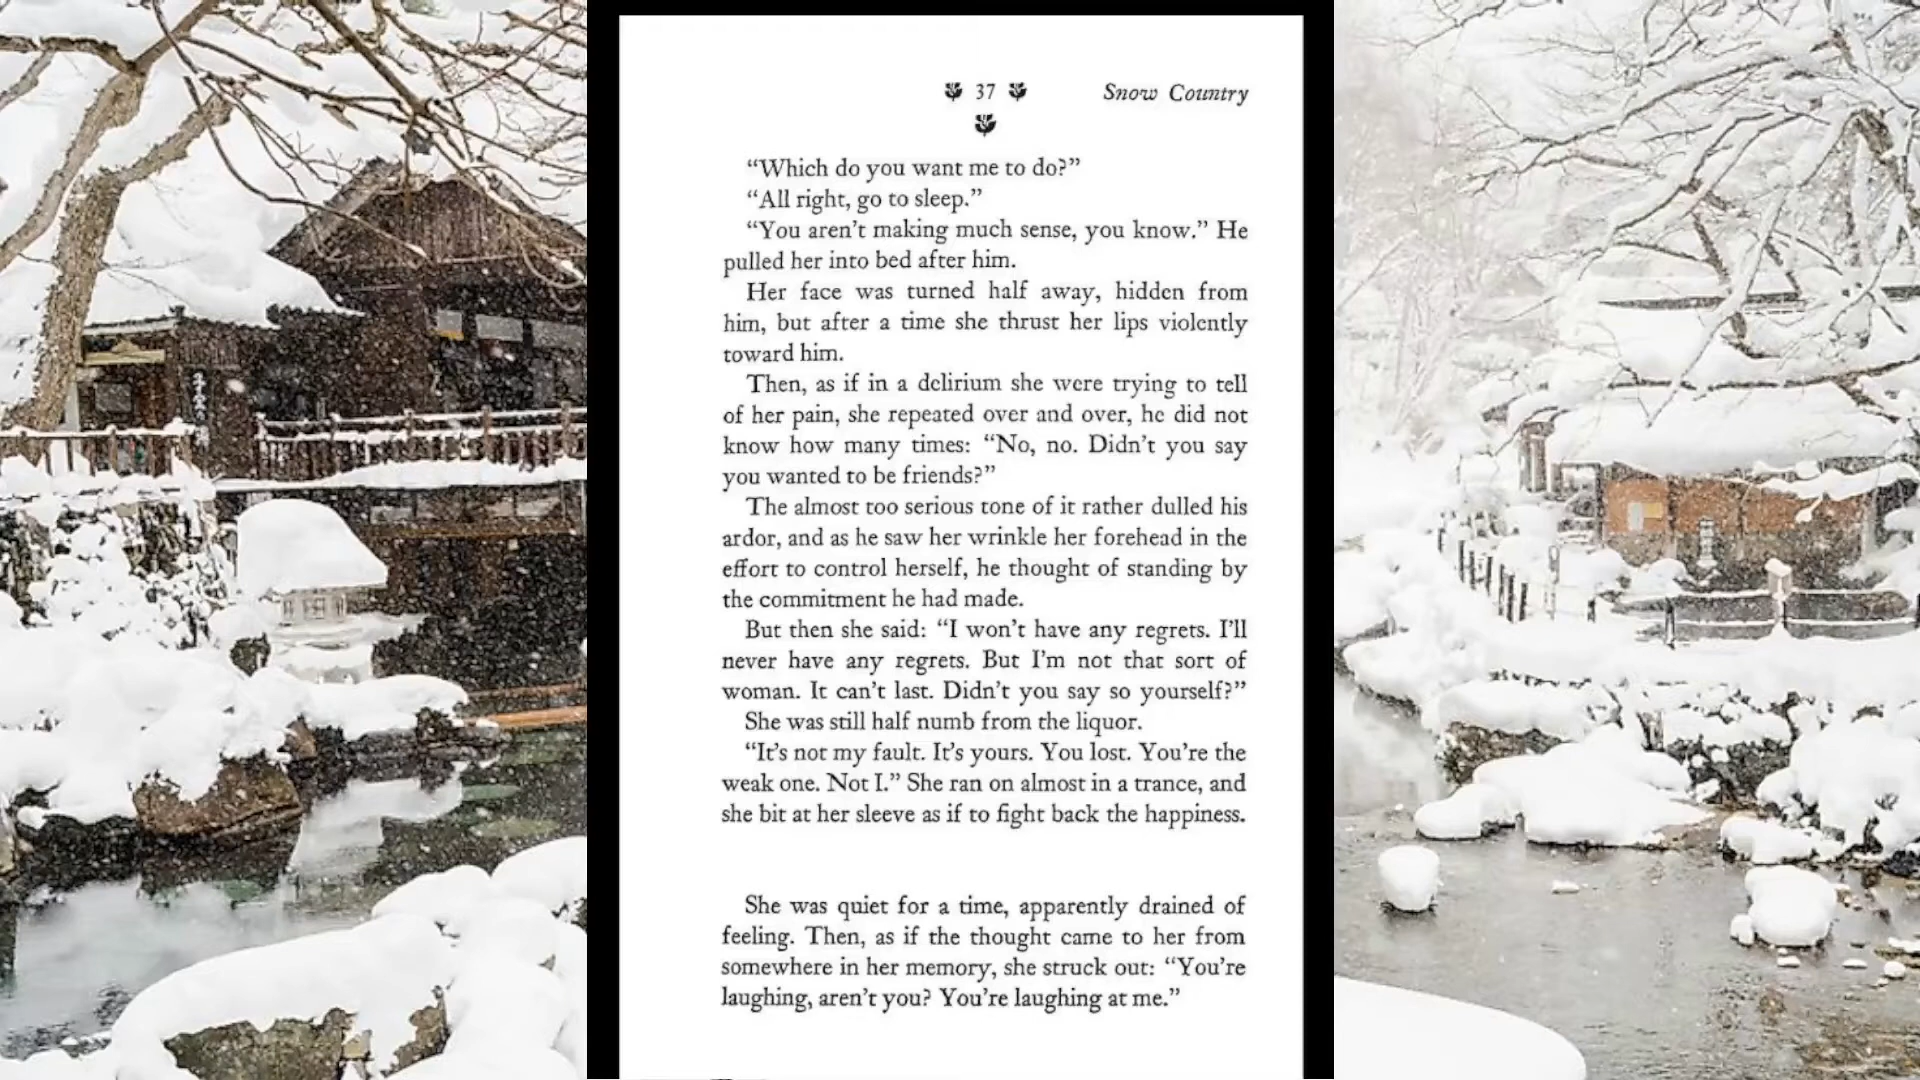 37
Snow Country
“Which do you want me to do?”
“All right, go to sleep.”
“You aren’t making much sense, you know.” He
pulled her into bed after him.
Her face was turned half away, hidden from
him, but after a time she thrust her lips violently
toward him.
Then, as if in a delirium she were trying to tell
of her pain, she repeated over and over, he did not
know how many times: “No, no. Didn’t you say
you wanted to be friends?”
The almost too serious tone of it rather dulled his
ardor, and as he saw her wrinkle her forehead in the
effort to control herself, he thought of standing by
the commitment he had made.
But then she said: “I won’t have any regrets. I’ll
never have any regrets. But I’m not that sort of
woman. It can’t last. Didn’t you say so yourself?”
She was still half numb from the liquor.
“It’s not my fault. It’s yours. You lost. You’re the
weak one. Not I.” She ran on almost in a trance, and
she bit at her sleeve as if to fight back the happiness.
She was quiet for a time, apparently drained of
feeling. Then, as if the thought came to her from
somewhere in her memory, she struck out: “You’re
laughing, aren’t you? You’re laughing at me.”